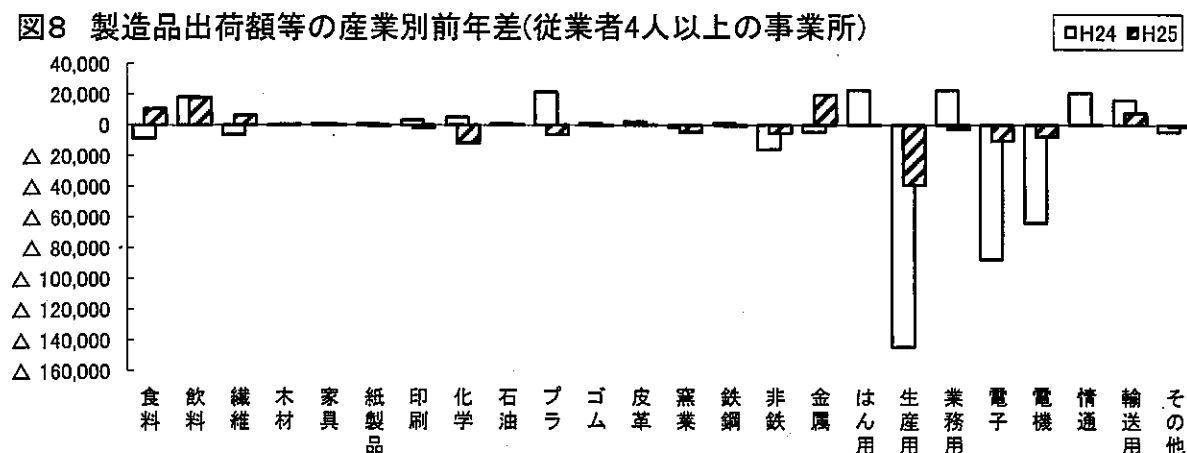 図8 製造品出荷額等の産業別前年差(従業者4人以上の事業所)
□H24 ■H25
40,000
20,000
0
△ 20,000
△ 40,000
△ 60,000
△ 80,000
△ 100,000
△ 120,000
△ 140,000
△ 160,000
食料
飲料
繊維
木材
家具
紙製品
印刷
化学
石油
プラ
ゴム
皮革
窯業
鉄鋼
非鉄
金属
はん用
生産用
業務用
電子
電機
情通
輸送用
その他